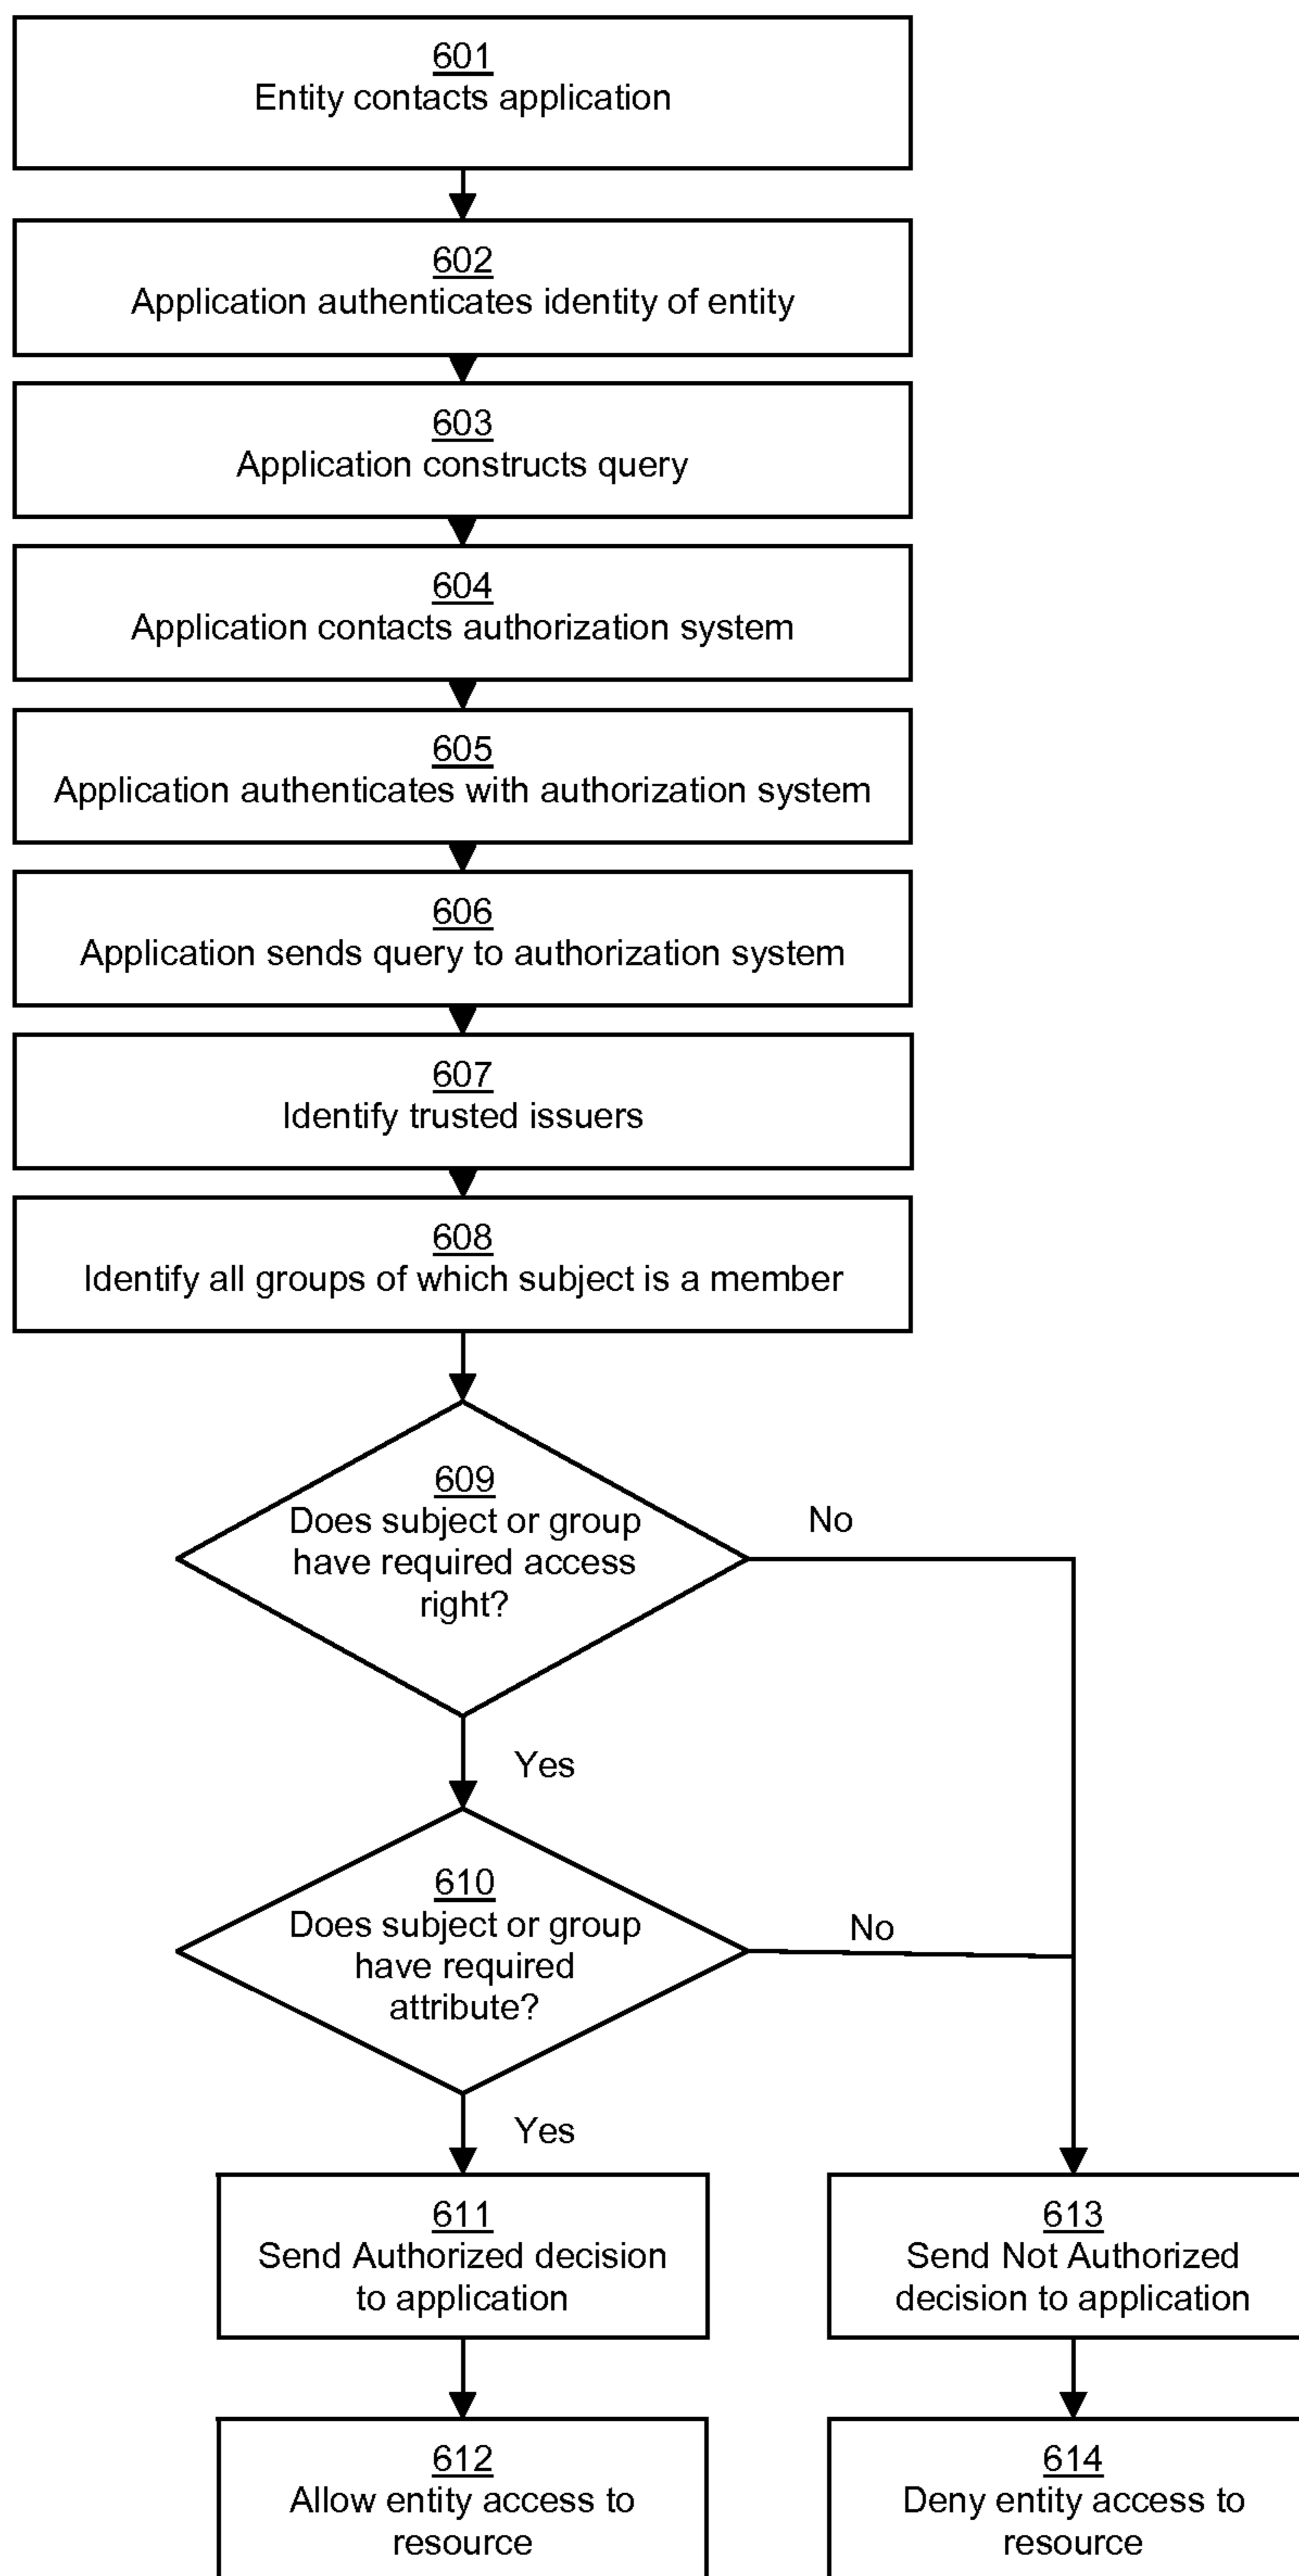 601
Entity contacts application
602
Application authenticates identity of entity
603
Application constructs query
604
Application contacts authorization system
605
Application authenticates with authorization system
606
Application sends query to authorization system
607
Identify trusted issuers
608
Identify all groups of which subject is a member
609
Does subject or group
have required access
right?
No
Yes
610
Does subject or group
have required
attribute?
No
Yes
611
Send Authorized decision
to application
613
Send Not Authorized
decision to application
612
Allow entity access to
resource
614
Deny entity access to
resource